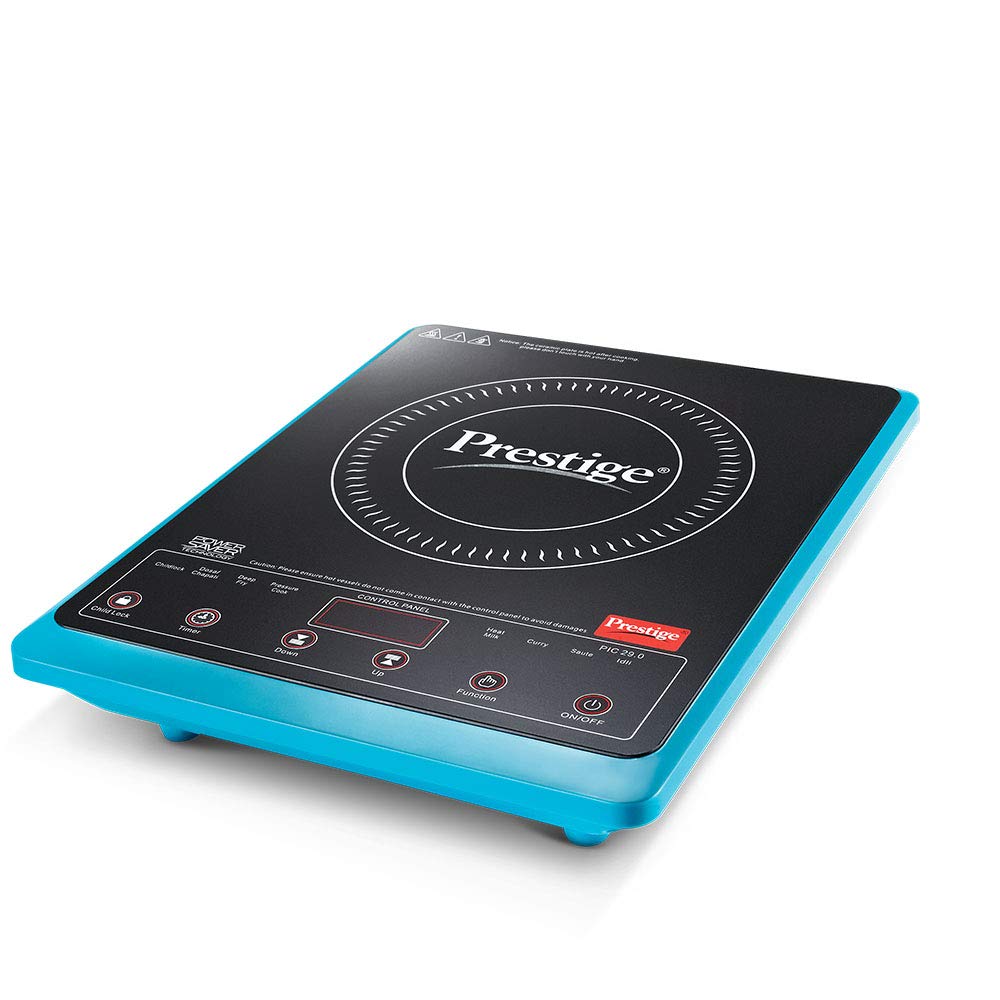 Notice: The ceramic plate is hot after cooking,
please don't touch with your hand.
Prestige®
POWER
SAVER
TECHNOLOGY
Caution: Please ensure hot vessels do not come in contact with the control panel to avoid damages
Prestige
PIC 29.0
Childlock
Dosa/
Chapati
Deep
Fry
Pressure
Cook
CONTROL PANEL
Heat
Milk
Curry
Saute
Idli
Child Lock
Timer
Down
Up
Function
ON/OFF